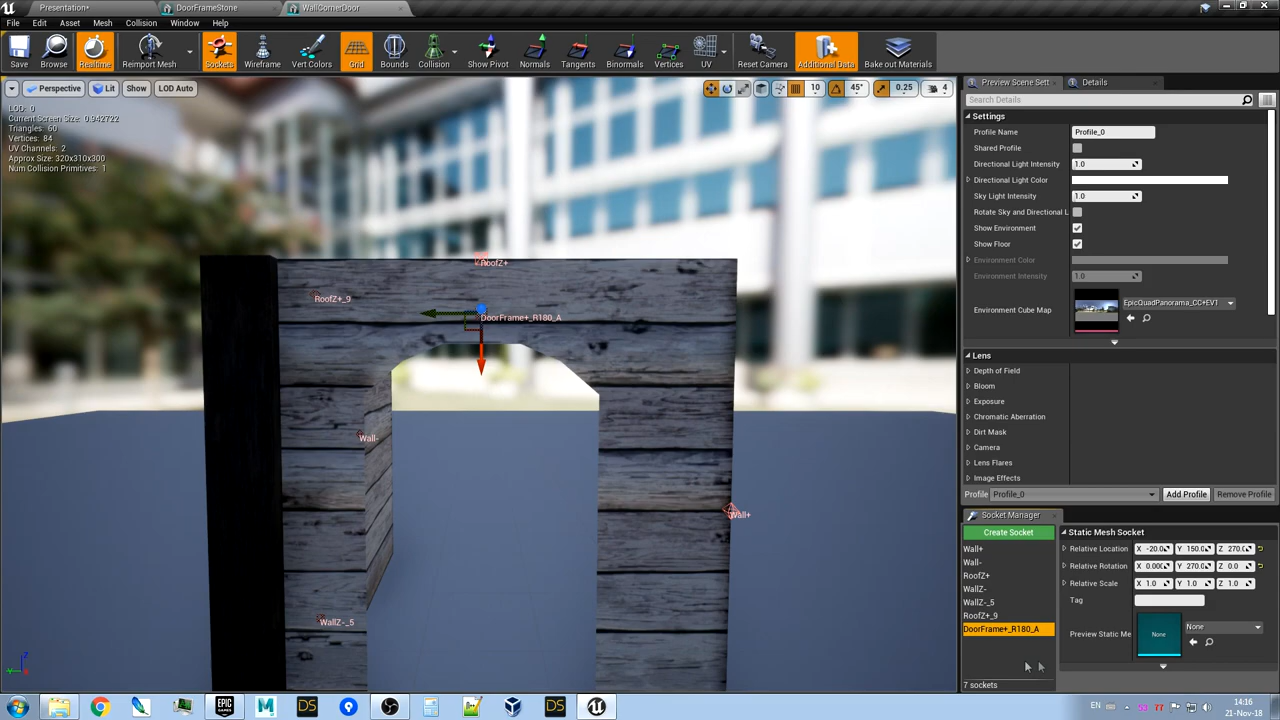 Presentation*
DoorFrameStone
WallCornerDoor
File Edit Asset Mesh Collision Window Help
Save Browse Realtime Reimport Mesh Sockets Wireframe Vert Colors Grid Bounds Collision Show Pivot Normals Tangents Binormals Vertices UV Reset Camera Additional Data Bake out Materials
Perspective Lit Show LOD Auto 10 45° 0.25 4
LOD: 0
Current Screen Size: 0.942722
Triangles: 60
Vertices: 84
UV Channels: 2
Approx Size: 320x310x300
Num Collision Primitives: 1
RoofZ+
RoofZ+_9
DoorFrame+_R180_A
Wall-
Wall+
WallZ-_5
Preview Scene Sett Details
Search Details
Settings
Profile Name Profile_0
Shared Profile
Directional Light Intensity 1.0
Directional Light Color
Sky Light Intensity 1.0
Rotate Sky and Directional L
Show Environment
Show Floor
Environment Color
Environment Intensity 1.0
Environment Cube Map EpicQuadPanorama_CC+EV1
Lens
Depth of Field
Bloom
Exposure
Chromatic Aberration
Dirt Mask
Camera
Lens Flares
Image Effects
Profile Profile_0 Add Profile Remove Profile
Socket Manager
Create Socket
Wall+
Wall-
RoofZ+
WallZ-
WallZ-_5
RoofZ+_9
DoorFrame+_R180_A
7 sockets
Static Mesh Socket
Relative Location X -20.0 Y 150.0 Z 270.0
Relative Rotation X 0.000 Y 270.0 Z 0.0
Relative Scale X 1.0 Y 1.0 Z 1.0
Tag
Preview Static Me None None
EPIC GAMES
M
DS
DS
EN 53 77 14:16
21-Nov-18